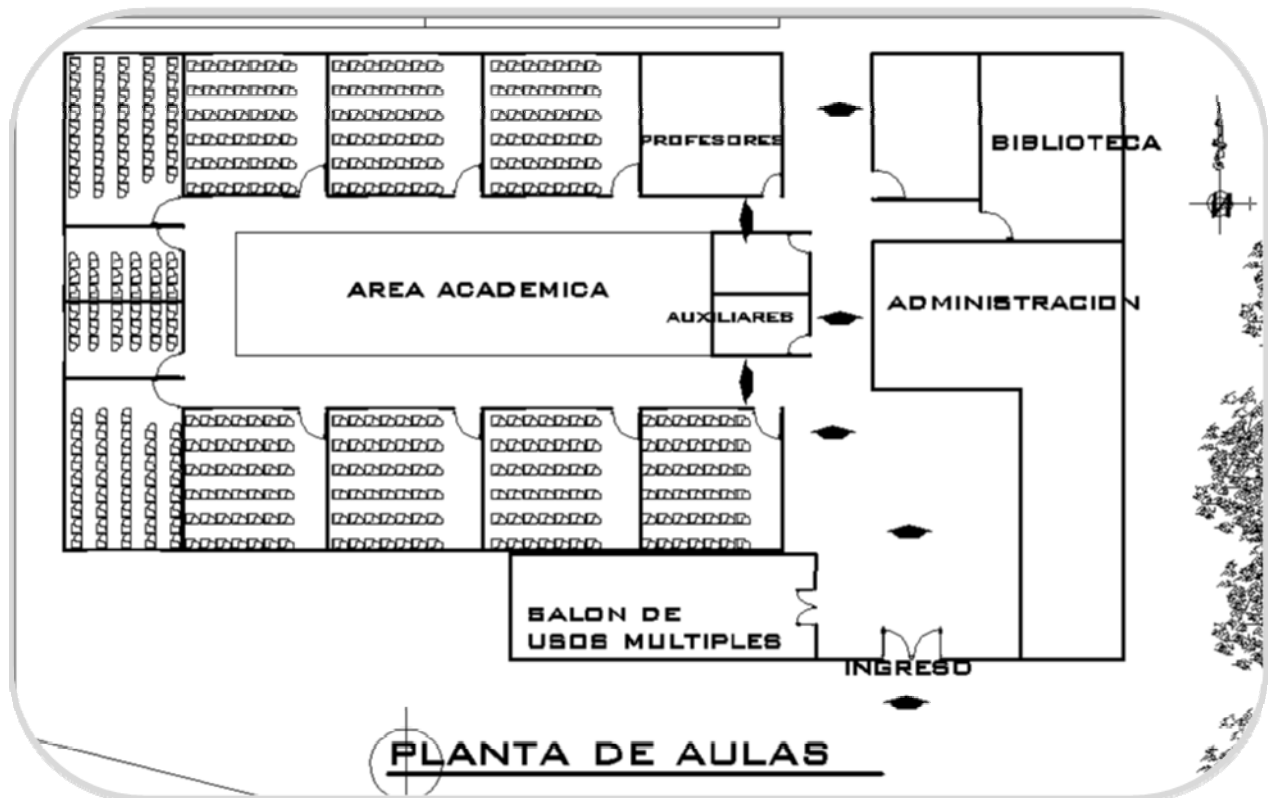 PROFESORES
BIBLIOTECA
AREA ACADEMICA
ADMINISTRACION
AUXILIARES
SALON DE
USOS MULTIPLES
INGRESO
PLANTA DE AULAS